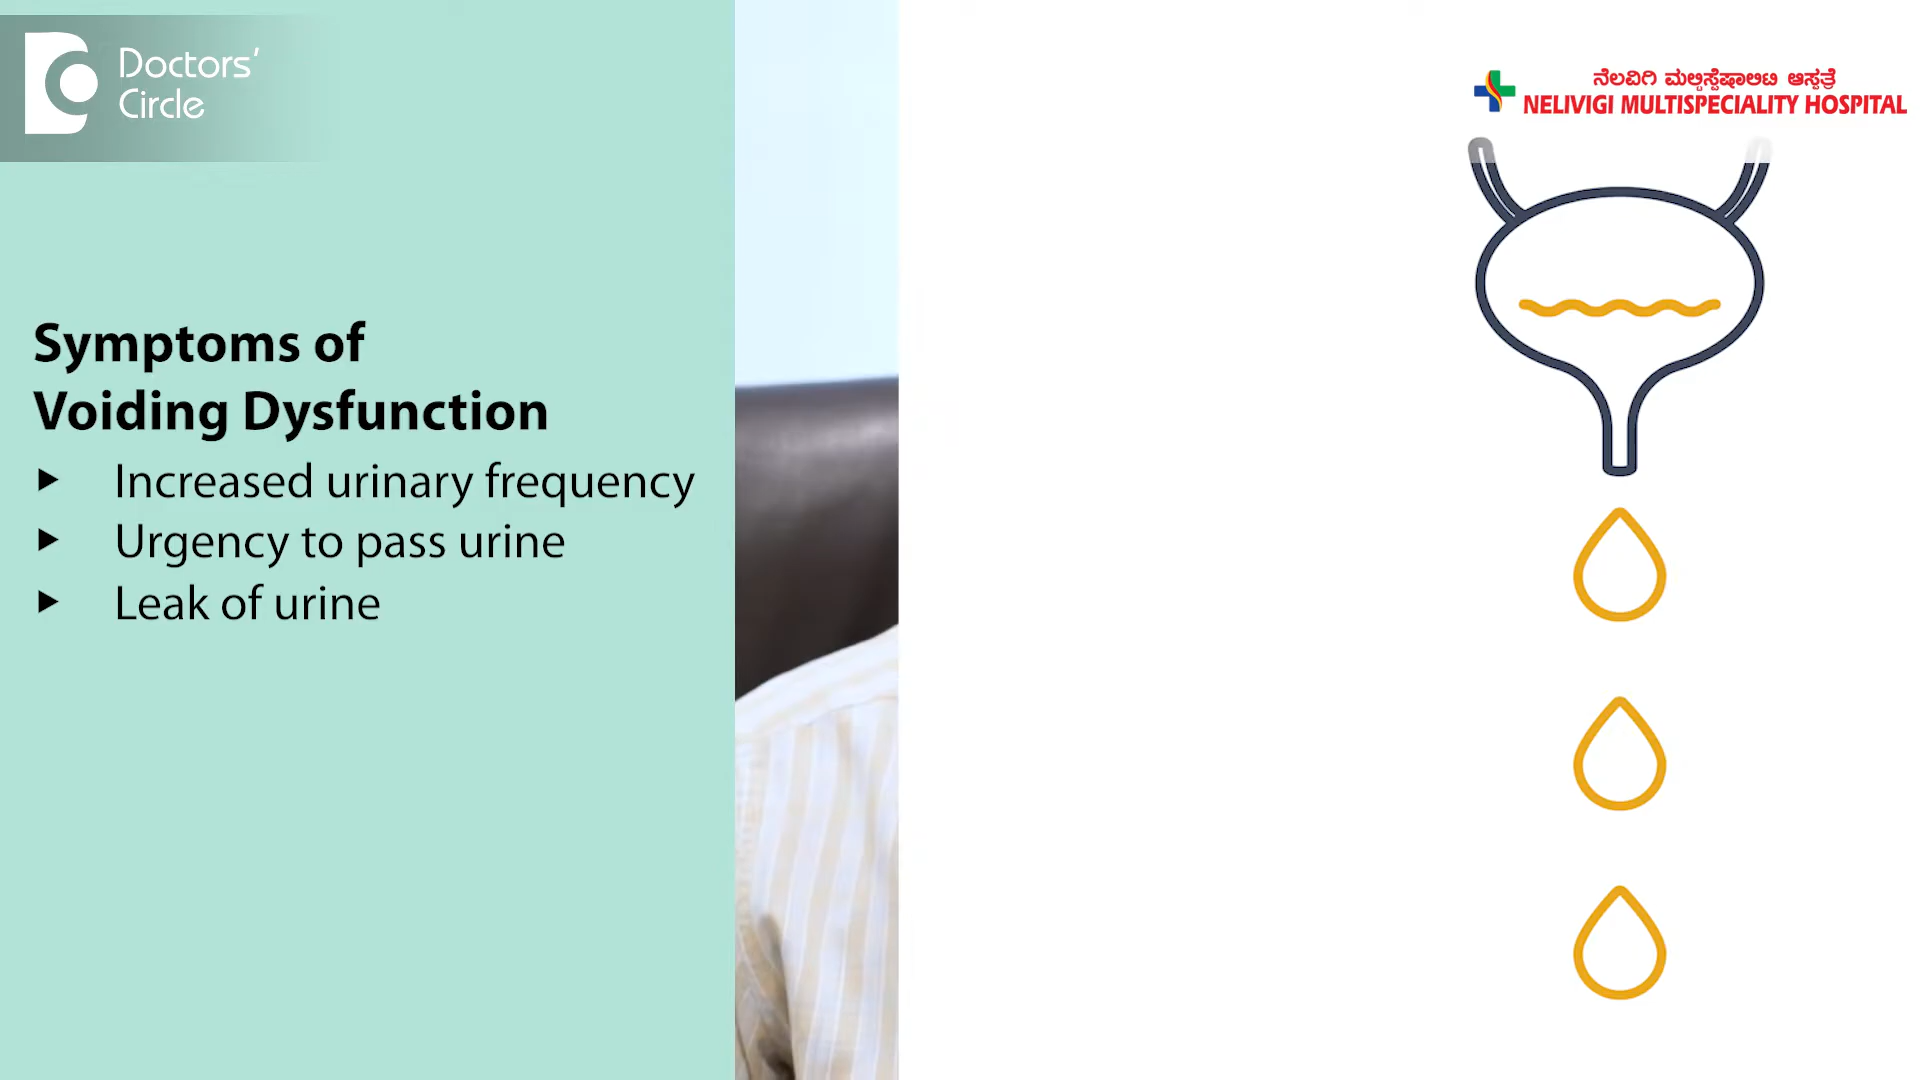 Doctors'
Circle
ನೆಲವಿಗಿ ಮಲ್ಟಿಸ್ಪೆಷಾಲಿಟಿ ಆಸ್ಪತ್ರೆ
NELIVIGI MULTISPECIALITY HOSPITAL
Symptoms of
Voiding Dysfunction
Increased urinary frequency
Urgency to pass urine
Leak of urine